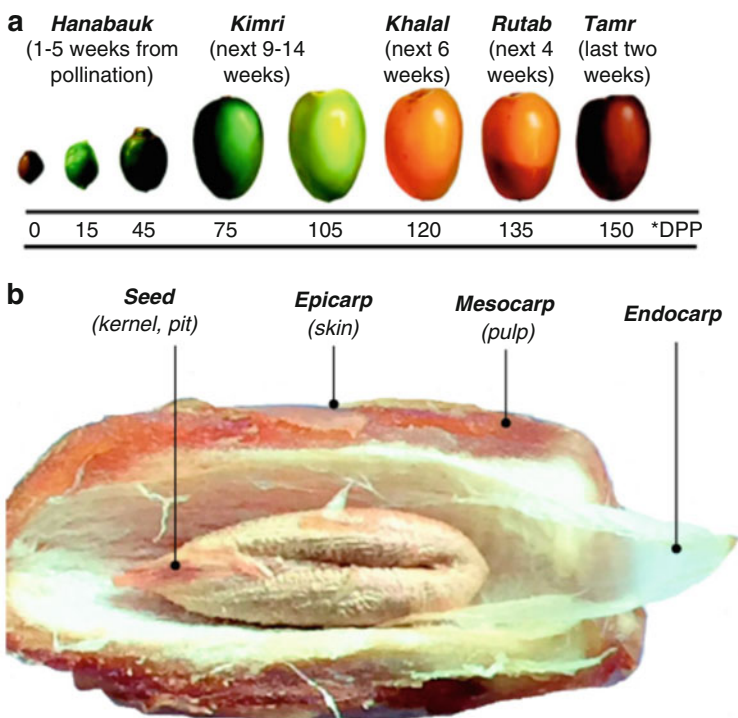 a
Hanabauk
(1-5 weeks from
pollination)
Kimri
(next 9-14
weeks)
Khalal
(next 6
weeks)
Rutab
(next 4
weeks)
Tamr
(last two
weeks)
0 15 45 75 105 120 135 150 *DPP
b
Seed
(kernel, pit)
Epicarp
(skin)
Mesocarp
(pulp)
Endocarp